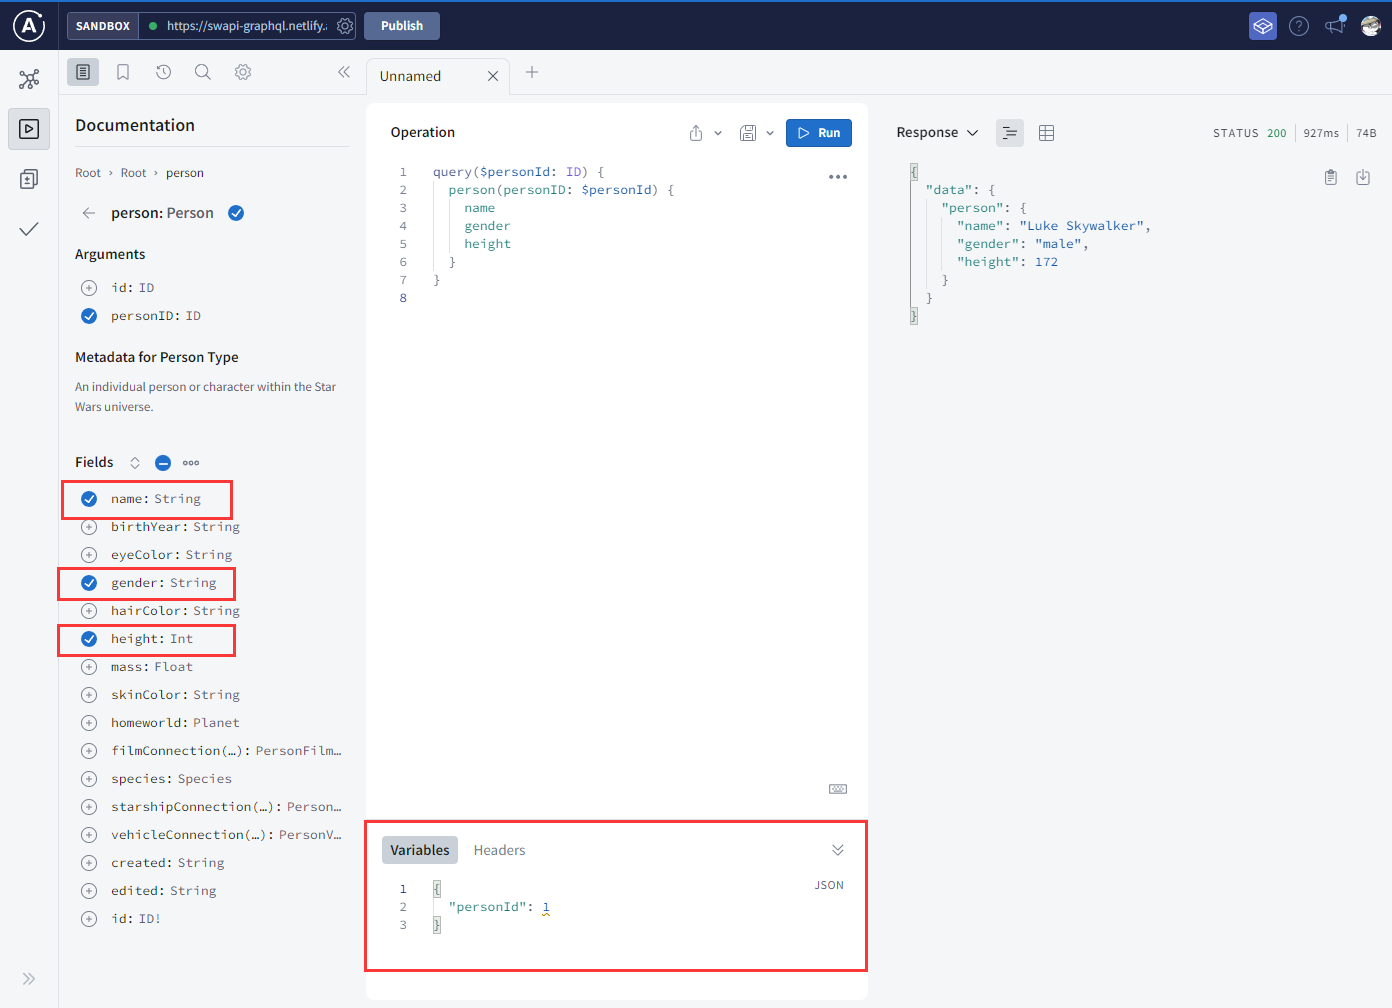 SANDBOX
https://swapi-graphql.netlify.
Publish
Unnamed
Documentation
Root › Root › person
person: Person
Arguments
id: ID
personID: ID
Metadata for Person Type
An individual person or character within the Star
Wars universe.
Fields
name: String
birthYear: String
eyeColor: String
gender: String
hairColor: String
height: Int
mass: Float
skinColor: String
homeworld: Planet
filmConnection(…): PersonFilm…
species: Species
starshipConnection(…): Person…
vehicleConnection(…): PersonV…
created: String
edited: String
id: ID!
Operation
Run
1 query($personId: ID) {
2 person(personID: $personId) {
3 name
4 gender
5 height
6 }
7 }
8
Variables Headers
JSON
1 {
2 "personId": 1
3 }
Response
STATUS 200 927ms 74B
{
"data": {
"person": {
"name": "Luke Skywalker",
"gender": "male",
"height": 172
}
}
}